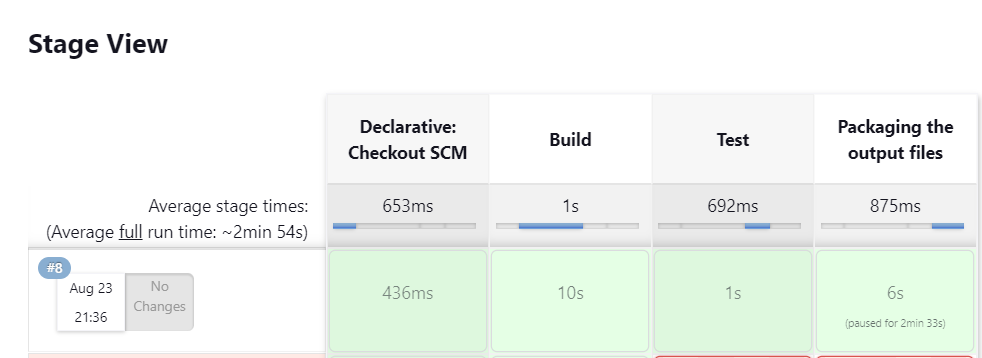 Stage View
Declarative:
Checkout SCM
Build
Test
Packaging the
output files
Average stage times:
(Average full run time: ~2min 54s)
653ms
1s
692ms
875ms
#8
Aug 23
21:36
No
Changes
436ms
10s
1s
6s
(paused for 2min 33s)